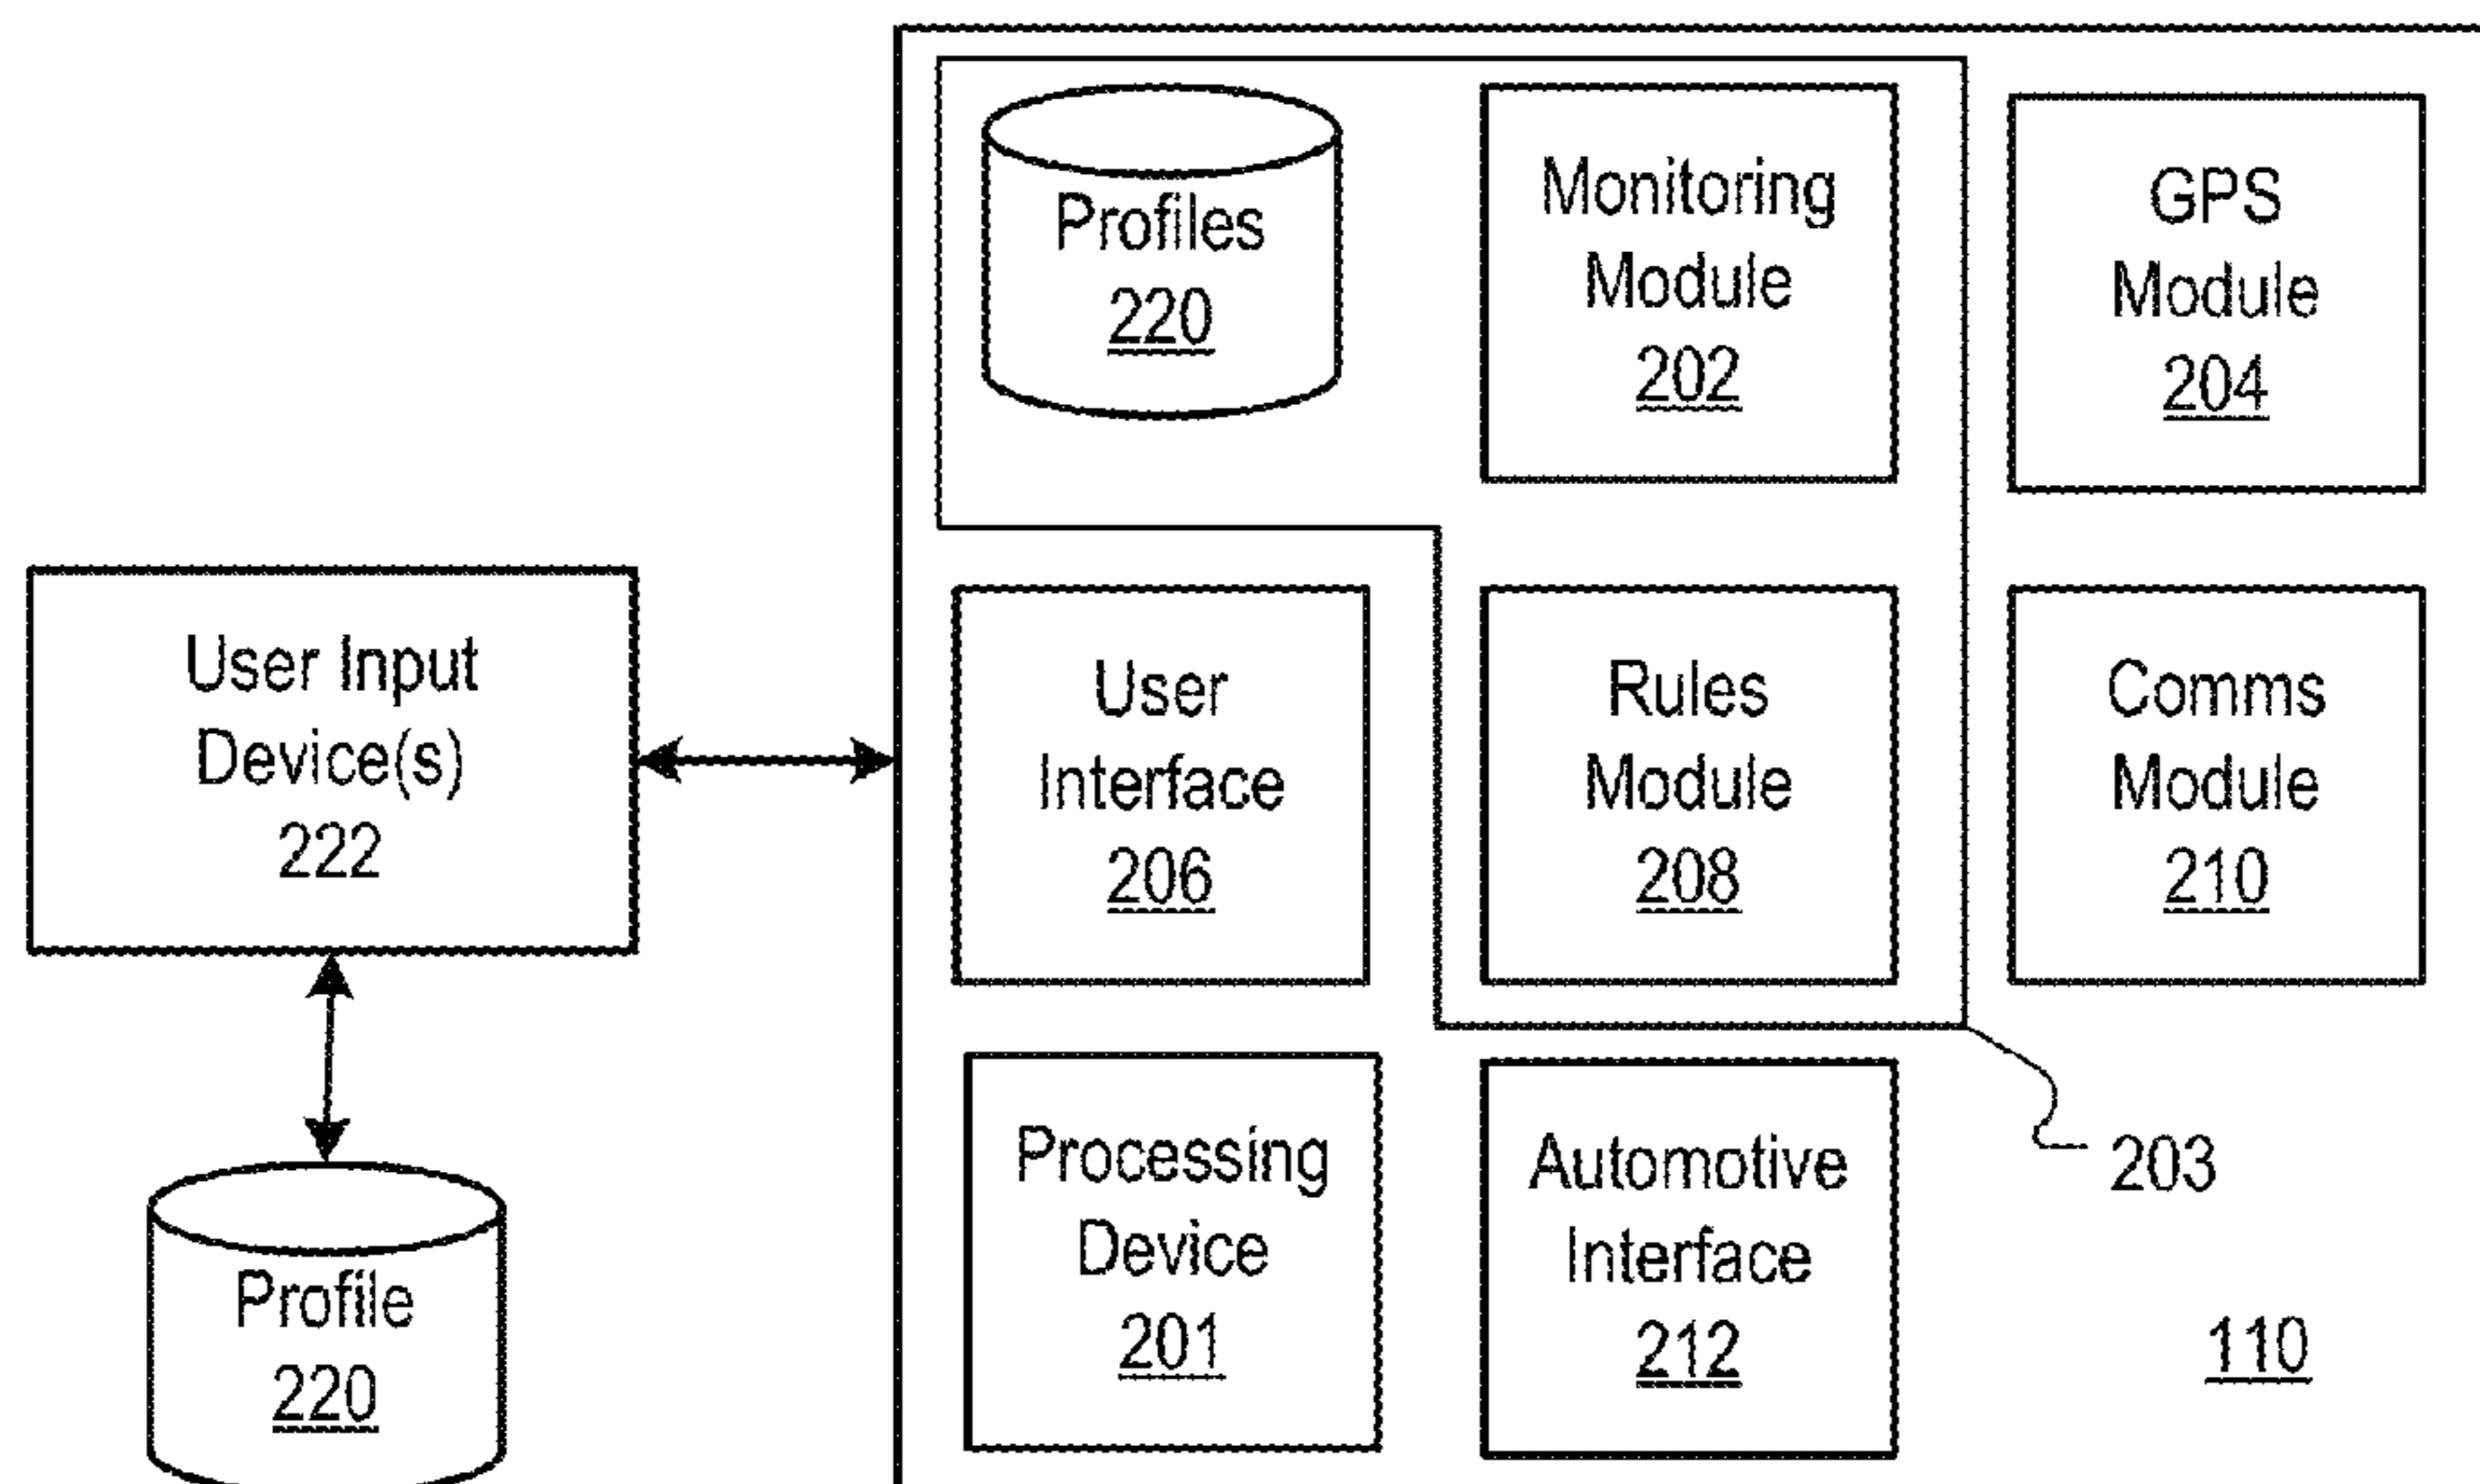 Profiles
220
Monitoring
Module
202
GPS
Module
204
User Input
Device(s)
222
User
Interface
206
Rules
Module
208
Comms
Module
210
Processing
Device
201
Automotive
Interface
212
203
110
Profile
220